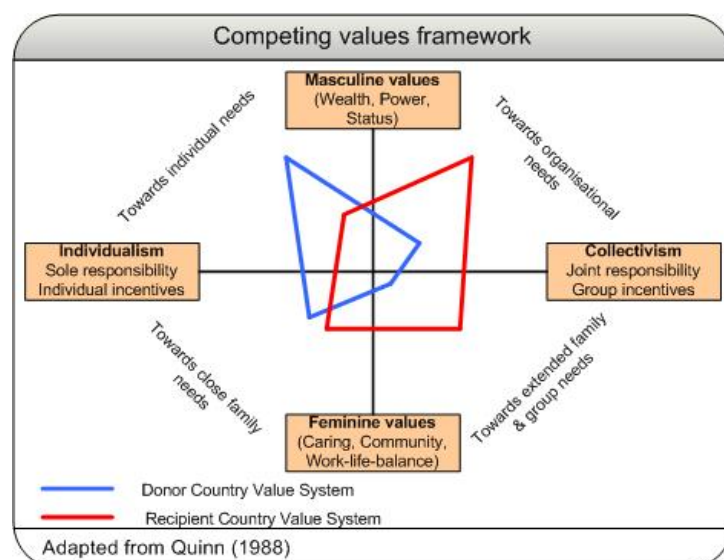 Competing values framework
Masculine values
(Wealth, Power,
Status)
Towards individual needs
Towards organisational
needs
Individualism
Sole responsibility
Individual incentives
Collectivism
Joint responsibility
Group incentives
Towards close family
needs
Towards extended family
& group needs
Feminine values
(Caring, Community,
Work-life-balance)
Donor Country Value System
Recipient Country Value System
Adapted from Quinn (1988)